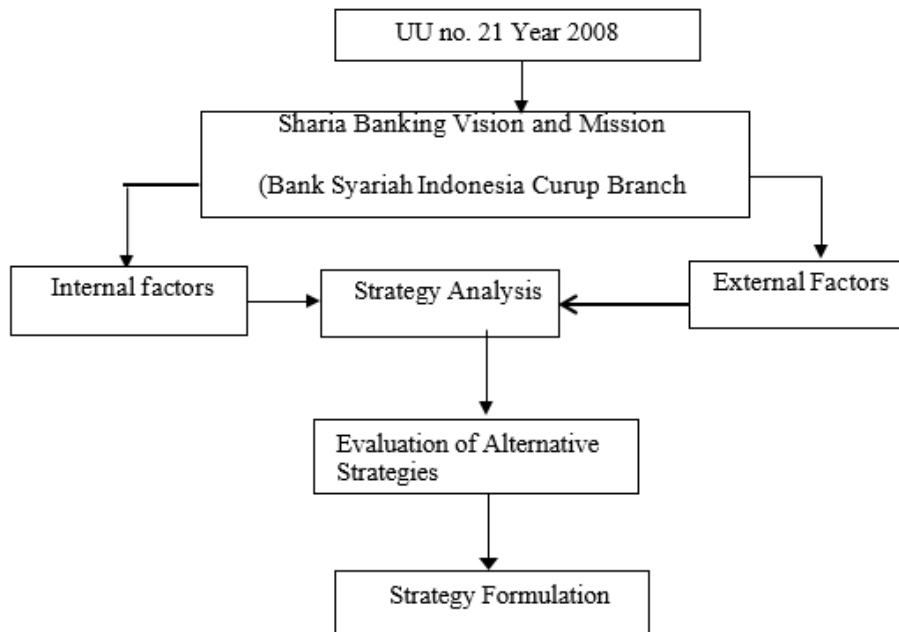 UU no. 21 Year 2008
Sharia Banking Vision and Mission
(Bank Syariah Indonesia Curup Branch
Internal factors
Strategy Analysis
External Factors
Evaluation of Alternative
Strategies
Strategy Formulation